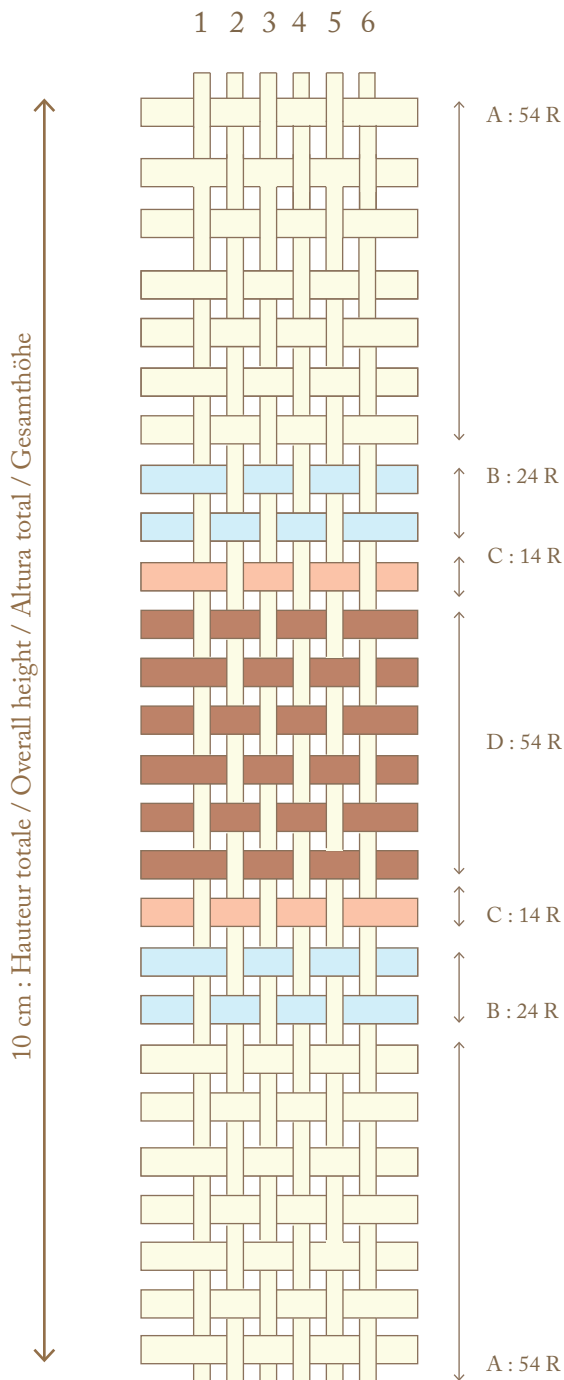 1 2 3 4 5 6
A : 54 R
B : 24 R
C : 14 R
D : 54 R
C : 14 R
B : 24 R
A : 54 R
10 cm : Hauteur totale / Overall height / Altura total / Gesamthöhe